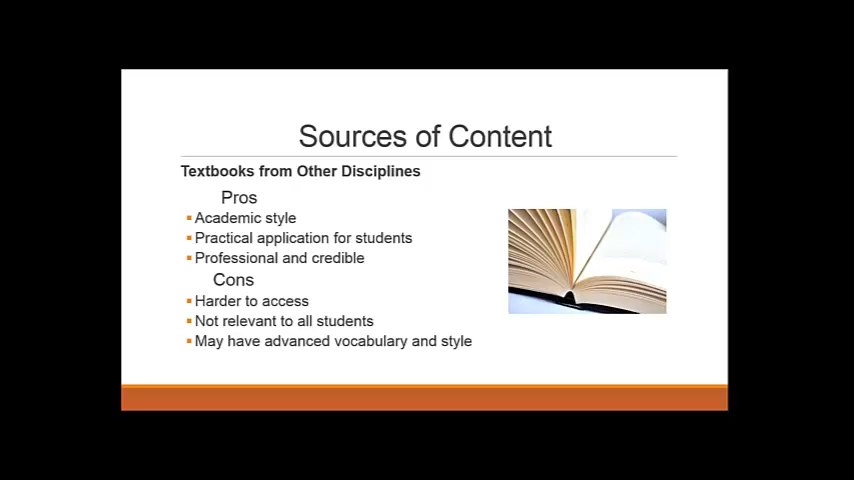 Sources of Content
Textbooks from Other Disciplines
Pros
Academic style
Practical application for students
Professional and credible
Cons
Harder to access
Not relevant to all students
May have advanced vocabulary and style